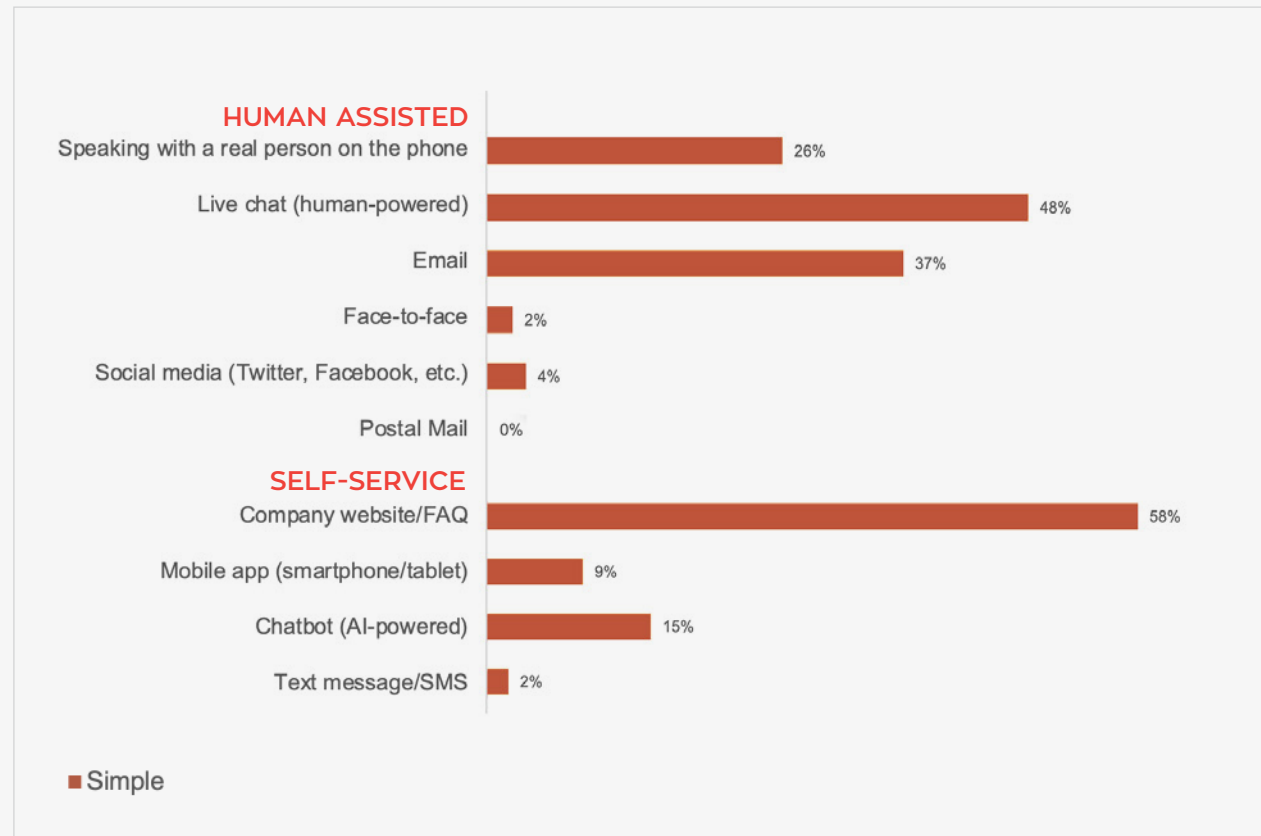 HUMAN ASSISTED
Speaking with a real person on the phone
26%
Live chat (human-powered)
48%
Email
37%
Face-to-face
2%
Social media (Twitter, Facebook, etc.)
4%
Postal Mail
0%
SELF-SERVICE
Company website/FAQ
58%
Mobile app (smartphone/tablet)
9%
Chatbot (AI-powered)
15%
Text message/SMS
2%
Simple